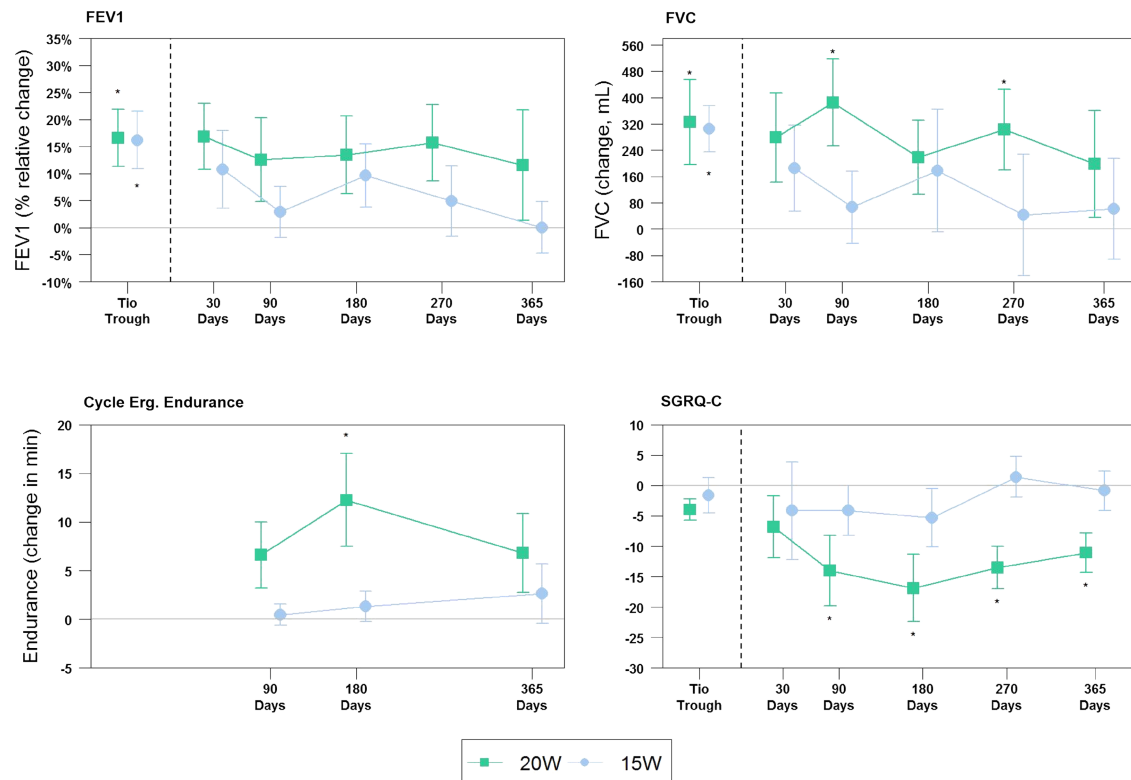 FEV1
FEV1 (% relative change)
35%
30%
25%
20%
15%
10%
5%
0%
-5%
-10%
*
*
Tio
Trough
30
Days
90
Days
180
Days
270
Days
365
Days
FVC
FVC (change, mL)
560
480
400
320
240
160
80
0
-80
-160
*
*
*
*
Tio
Trough
30
Days
90
Days
180
Days
270
Days
365
Days
Cycle Erg. Endurance
Endurance (change in min)
20
15
10
5
0
-5
*
90
Days
180
Days
365
Days
SGRQ-C
10
5
0
-5
-10
-15
-20
-25
-30
*
*
*
*
Tio
Trough
30
Days
90
Days
180
Days
270
Days
365
Days
20W
15W